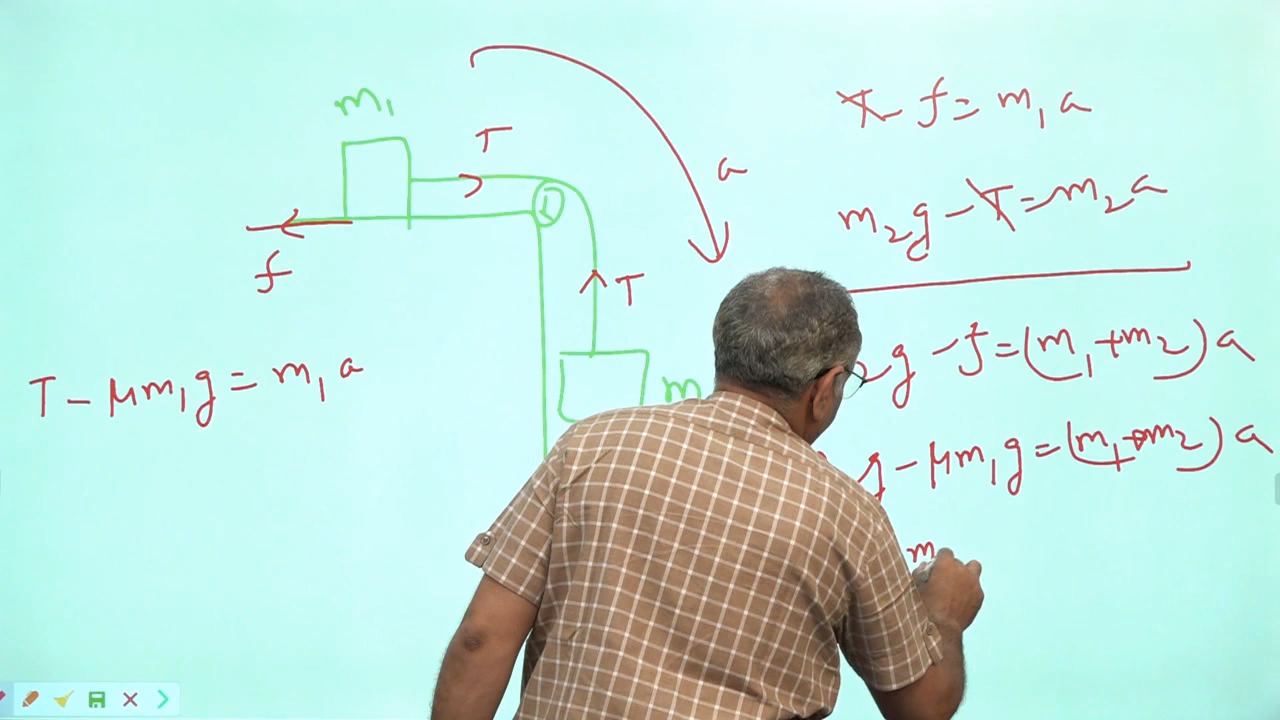 m₁
T
a
f
T
m
T - μm₁g = m₁a
T - f = m₁a
m₂g - T = m₂a
g - f = (m₁+m₂)a
g - μm₁g = (m₁+m₂)a
m